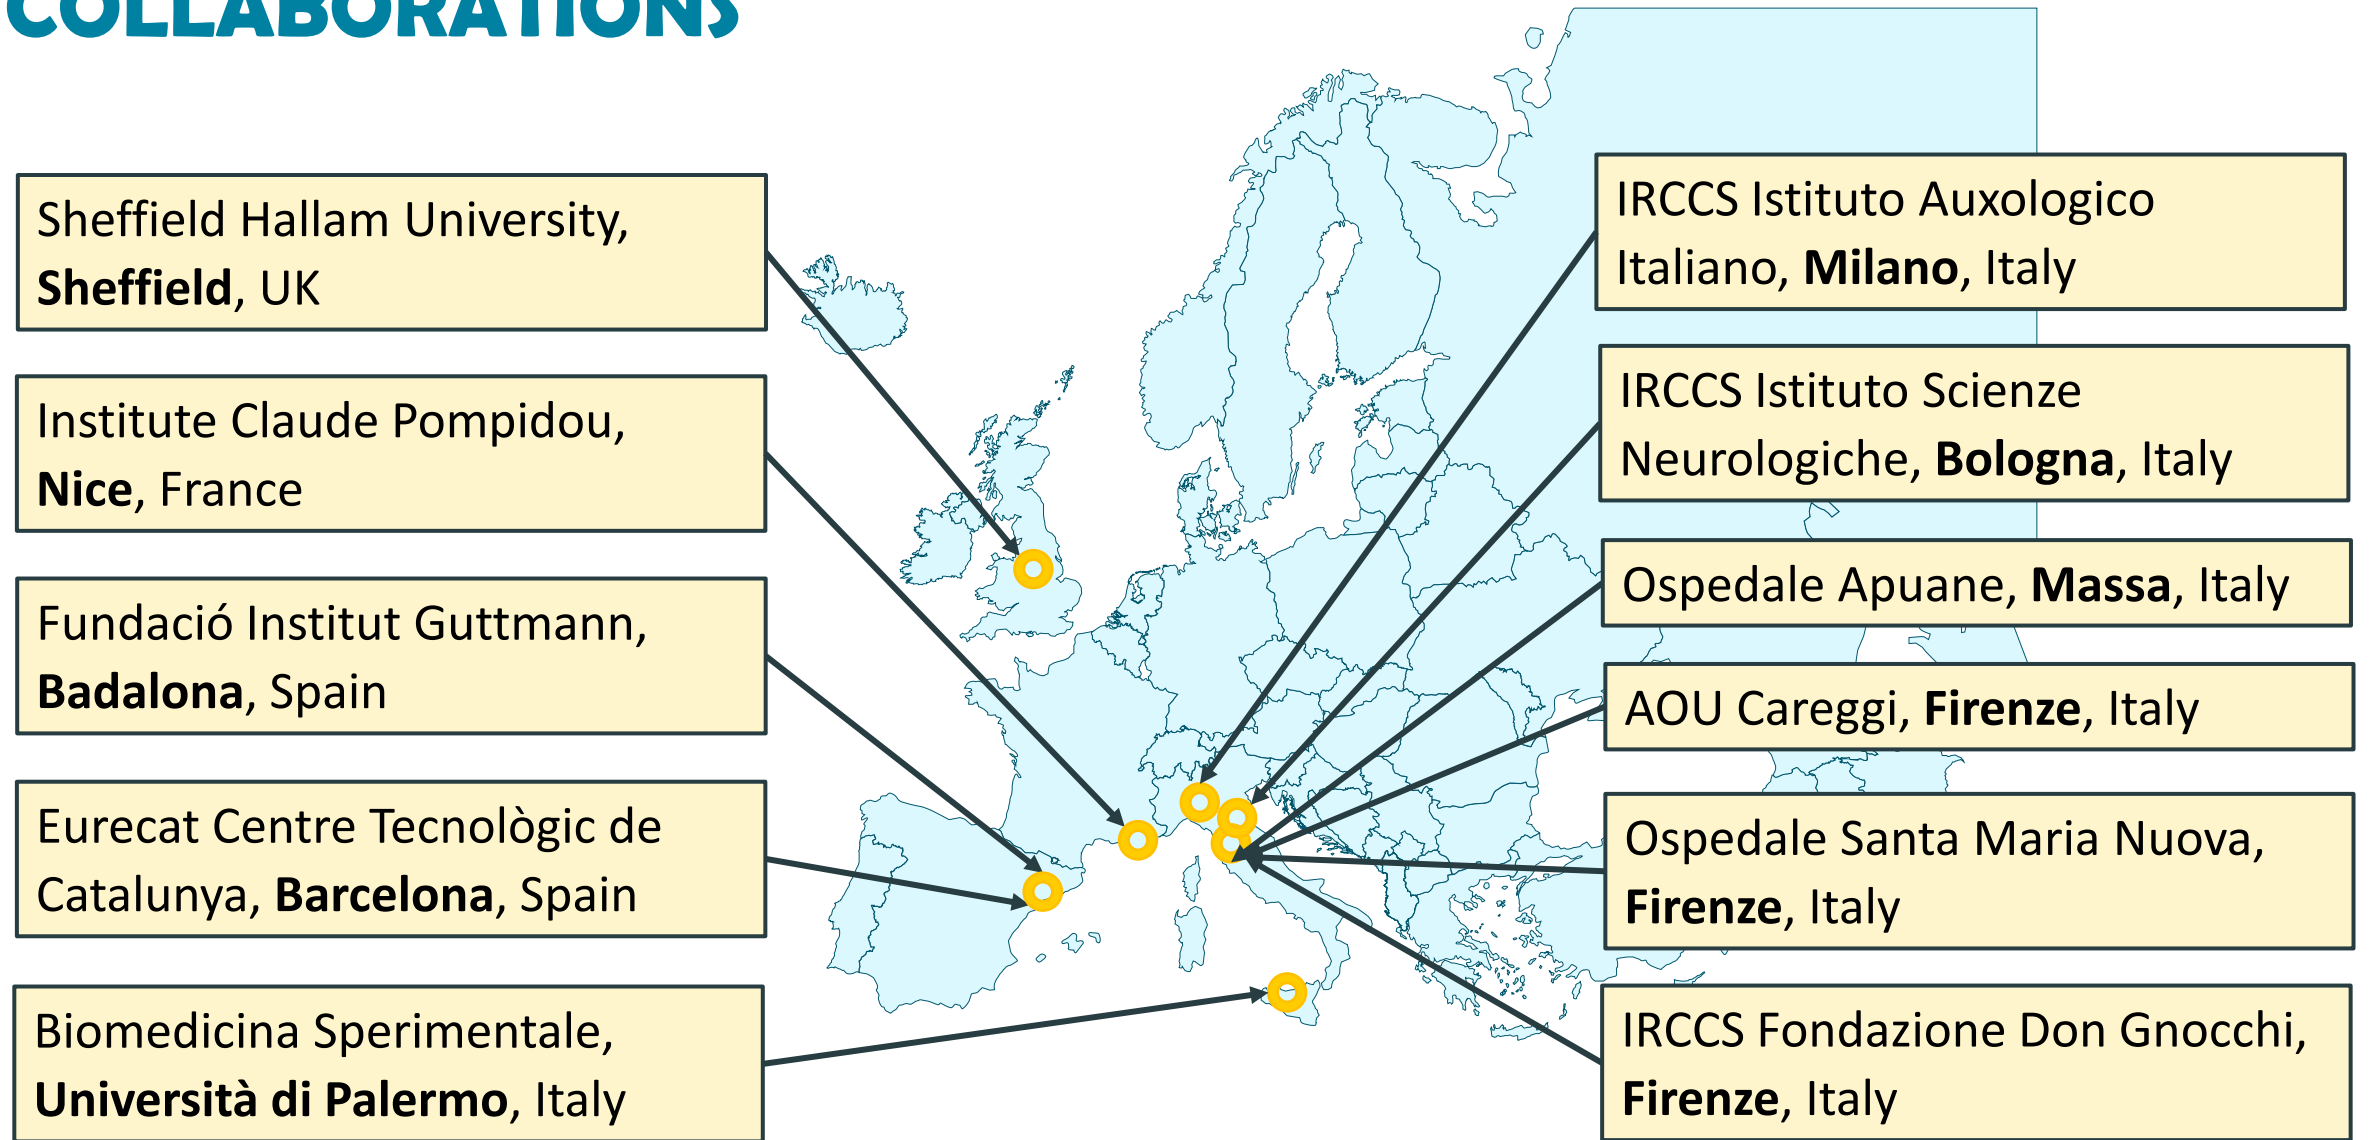 COLLABORATIONS
Sheffield Hallam University,
Sheffield, UK
Institute Claude Pompidou,
Nice, France
Fundació Institut Guttmann,
Badalona, Spain
Eurecat Centre Tecnològic de
Catalunya, Barcelona, Spain
Biomedicina Sperimentale,
Università di Palermo, Italy
IRCCS Istituto Auxologico
Italiano, Milano, Italy
IRCCS Istituto Scienze
Neurologiche, Bologna, Italy
Ospedale Apuane, Massa, Italy
AOU Careggi, Firenze, Italy
Ospedale Santa Maria Nuova,
Firenze, Italy
IRCCS Fondazione Don Gnocchi,
Firenze, Italy